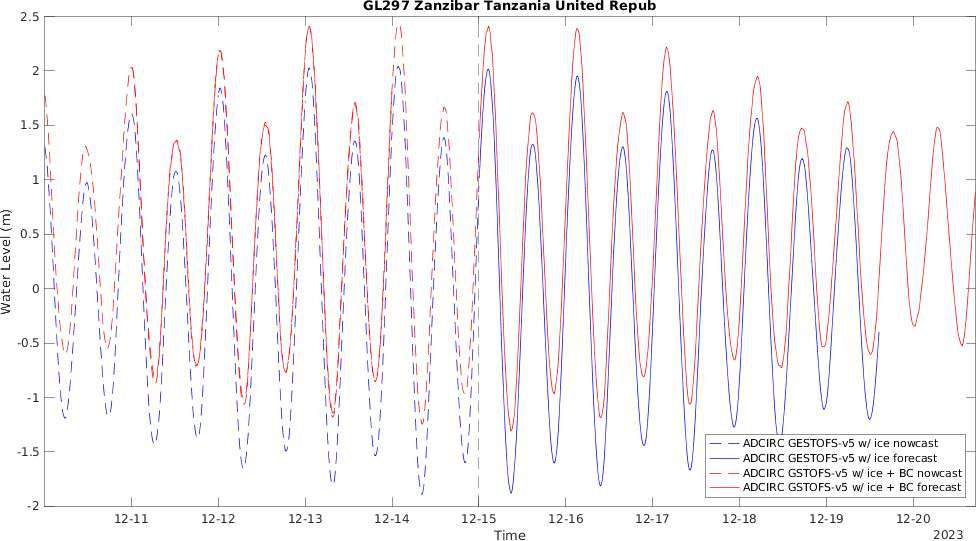 GL297 Zanzibar Tanzania United Repub
2.5
2
1.5
1
0.5
0
-0.5
-1
-1.5
-2
Water Level (m)
12-11 12-12 12-13 12-14 12-15 12-16 12-17 12-18 12-19 12-20
Time
2023
ADCIRC GESTOFS-v5 w/ ice nowcast
ADCIRC GESTOFS-v5 w/ ice forecast
ADCIRC GSTOFS-v5 w/ ice + BC nowcast
ADCIRC GSTOFS-v5 w/ ice + BC forecast